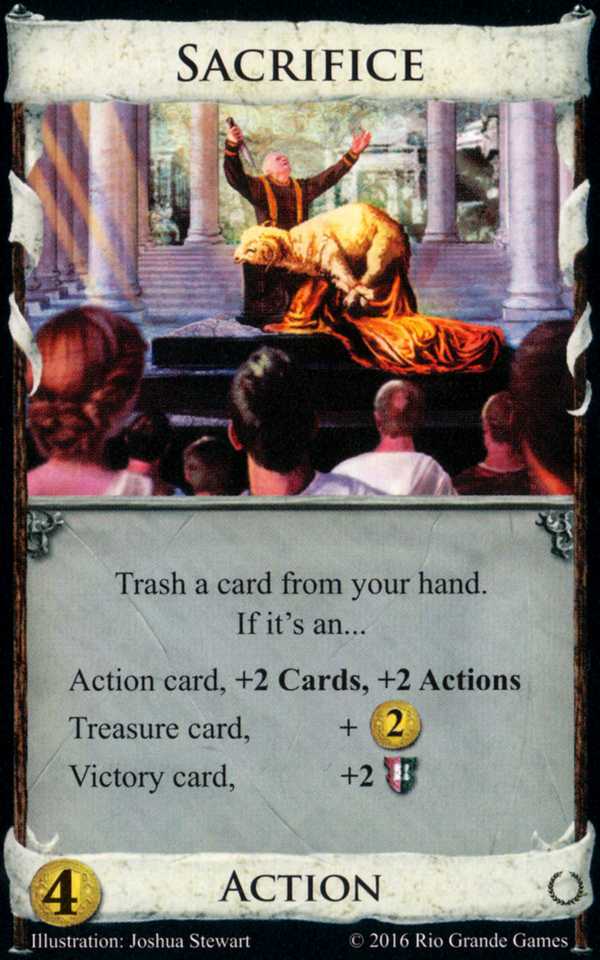 SACRIFICE
Trash a card from your hand.
If it's an...
Action card, +2 Cards, +2 Actions
Treasure card, + 2
Victory card, +2
4 ACTION
Illustration: Joshua Stewart © 2016 Rio Grande Games